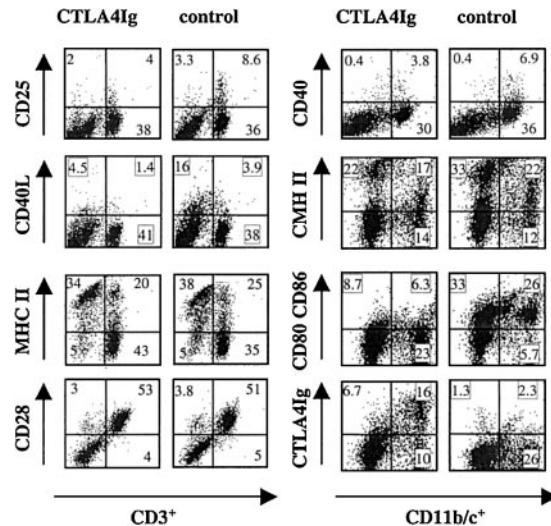 CTLA4Ig control CTLA4Ig control
CD25 2 4 3.3 8.6 CD40 0.4 3.8 0.4 6.9
38 36 30 36
CD40L 4.5 1.4 16 3.9 CMH II 22 17 33 22
41 38 14 12
MHC II 34 20 38 25 CD80 CD86 8.7 6.3 33 26
5 43 5 35 23 5.7
CD28 3 53 3.8 51 CTLA4Ig 6.7 16 1.3 2.3
4 5 10 26
CD3⁺ CD11b/c⁺